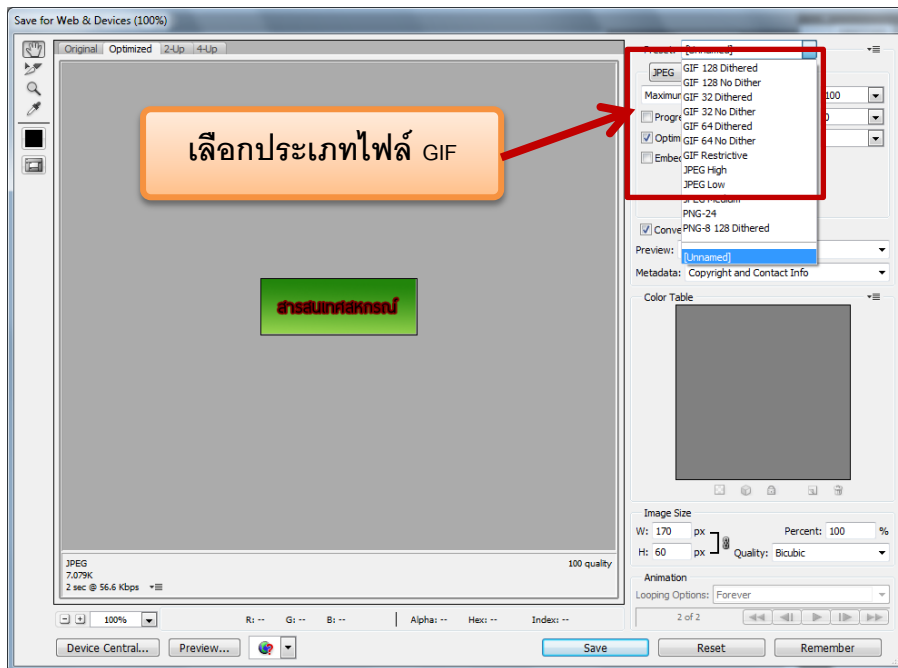 Save for Web & Devices (100%)
Original Optimized 2-Up 4-Up
[Unnamed]
JPEG
GIF 128 Dithered
GIF 128 No Dither
Maximum GIF 32 Dithered 100
GIF 32 No Dither
GIF 64 Dithered
GIF 64 No Dither
GIF Restrictive
JPEG High
JPEG Low
JPEG Medium
PNG-24
PNG-8 128 Dithered
[Unnamed]
เลือกประเภทไฟล์ GIF
สารสนเทศสหกรณ์
Preview:
Metadata: Copyright and Contact Info
Color Table
Image Size
W: 170 px Percent: 100 %
H: 60 px Quality: Bicubic
Animation
Looping Options: Forever
2 of 2
JPEG 100 quality
7.079K
2 sec @ 56.6 Kbps
100% R: -- G: -- B: -- Alpha: -- Hex: -- Index: --
Device Central... Preview... Save Reset Remember